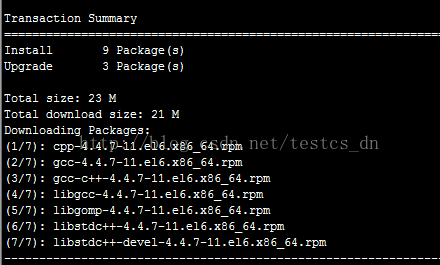 Transaction Summary
================================================================
Install       9 Package(s)
Upgrade       3 Package(s)
Total size: 23 M
Total download size: 21 M
Downloading Packages:
http://blog.csdn.net/testcs_dn
(1/7): cpp-4.4.7-11.el6.x86_64.rpm
(2/7): gcc-4.4.7-11.el6.x86_64.rpm
(3/7): gcc-c++-4.4.7-11.el6.x86_64.rpm
(4/7): libgcc-4.4.7-11.el6.x86_64.rpm
(5/7): libgomp-4.4.7-11.el6.x86_64.rpm
(6/7): libstdc++-4.4.7-11.el6.x86_64.rpm
(7/7): libstdc++-devel-4.4.7-11.el6.x86_64.rpm
----------------------------------------------------------------